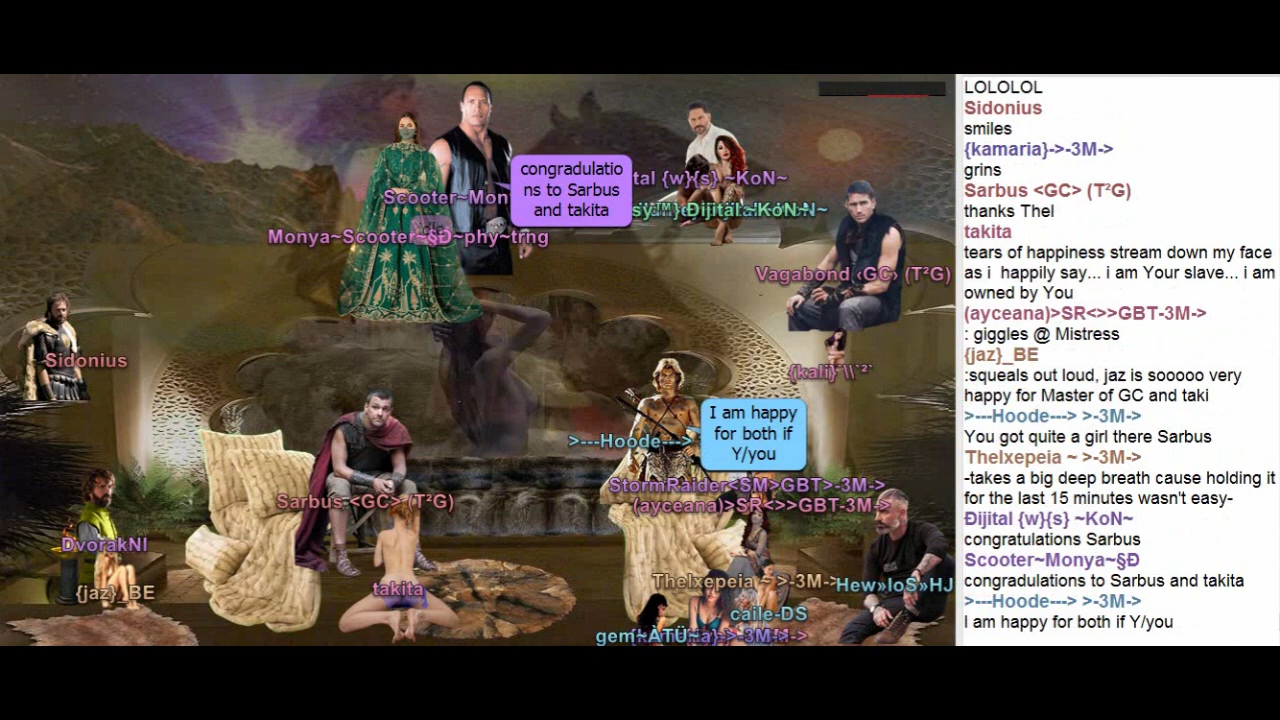 congradulatio
ns to Sarbus
and takita
Scooter~Mon
Monya~Scooter~§Ð~phy~trng
tal {w}{s} ~KoN~
Vagabond ‹GC› (T²G)
Sidonius
{kali}
I am happy
for both if
Y/you
>---Hoode--->
StormRaider<SM>GBT>-3M->
(ayceana)>SR<>>GBT-3M->
Sarbus <GC> (T²G)
DvorakNl
{jaz}_BE
takita
Thelxepeia ~ >-3M->
Hew»loS»HJ
caile-DS
LOLOLOL
Sidonius
smiles
{kamaria}->-3M->
grins
Sarbus <GC> (T²G)
thanks Thel
takita
tears of happiness stream down my face
as i  happily say... i am Your slave... i am
owned by You
(ayceana)>SR<>>GBT-3M->
: giggles @ Mistress
{jaz}_BE
:squeals out loud, jaz is sooooo very
happy for Master of GC and taki
>---Hoode---> >-3M->
You got quite a girl there Sarbus
Thelxepeia ~ >-3M->
-takes a big deep breath cause holding it
for the last 15 minutes wasn't easy-
Ðijital {w}{s} ~KoN~
congratulations Sarbus
Scooter~Monya~§Ð
congradulations to Sarbus and takita
>---Hoode---> >-3M->
I am happy for both if Y/you